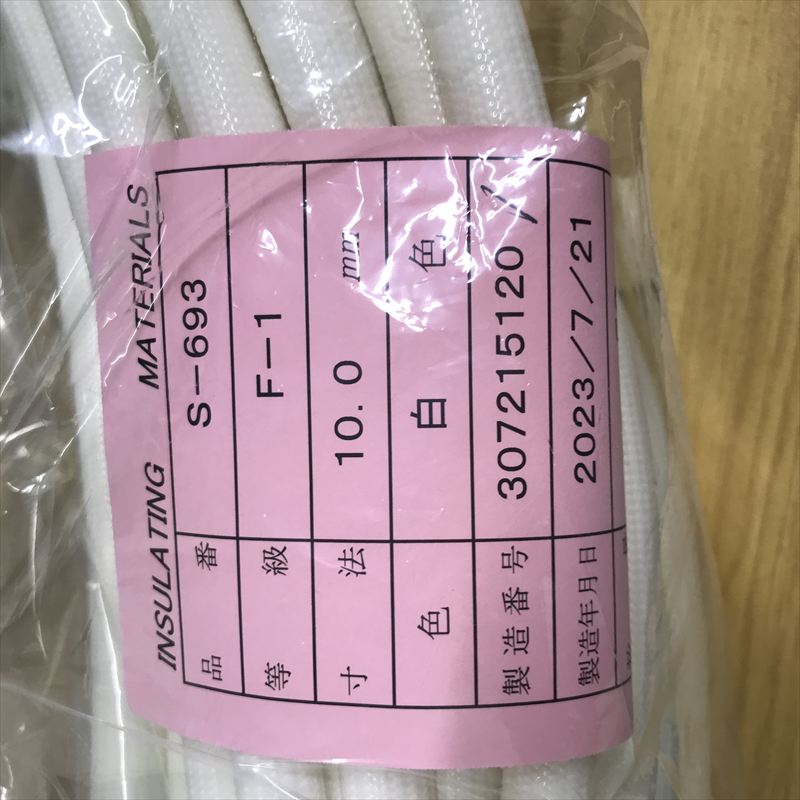 INSULATING MATERIALS
品番 S-693
等級 F-1
寸法 10.0 mm
色 白色
製造番号 307215120
製造年月日 2023/7/21